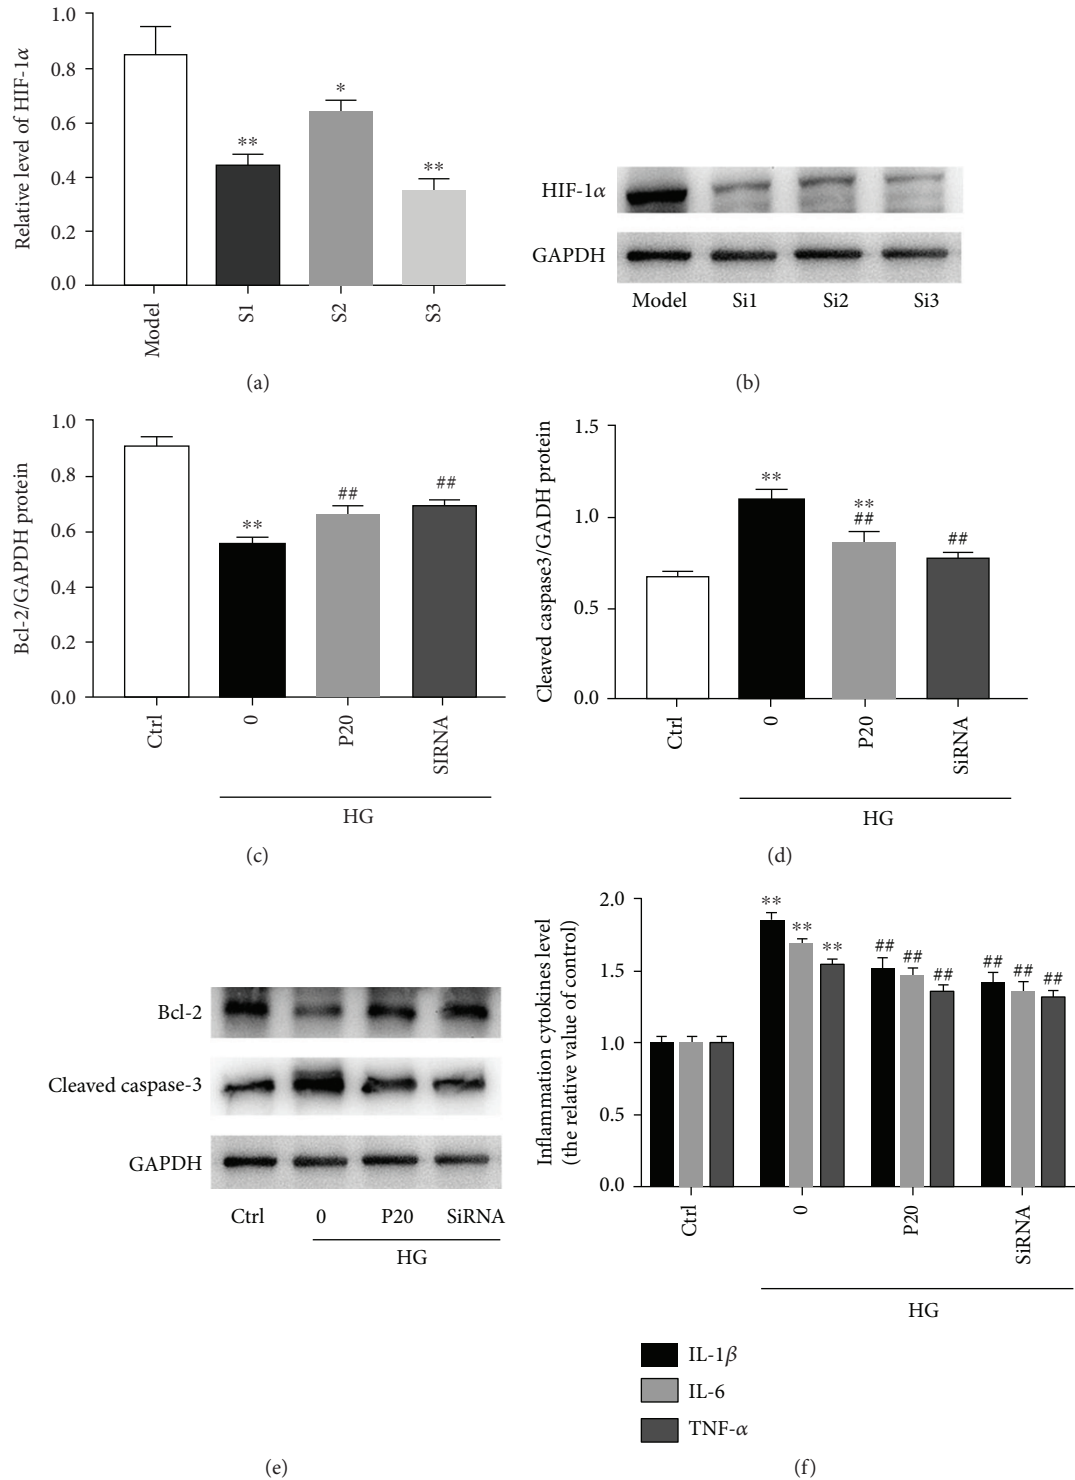 1.0
0.8
0.6
0.4
0.2
0.0
Relative level of HIF-1α
**
*
**
Model
S1
S2
S3
(a)
HIF-1α
GAPDH
Model Si1 Si2 Si3
(b)
1.0
0.8
0.6
0.4
0.2
0.0
Bcl-2/GAPDH protein
**
##
##
Ctrl
0
P20
SIRNA
HG
(c)
1.5
1.0
0.5
0.0
Cleaved caspase3/GADH protein
**
**
##
##
Ctrl
0
P20
SiRNA
HG
(d)
Bcl-2
Cleaved caspase-3
GAPDH
Ctrl 0 P20 SiRNA
HG
(e)
2.0
1.5
1.0
0.5
0.0
Inflammation cytokines level
(the relative value of control)
** ** **
## ## ##
## ## ##
Ctrl
0
P20
SiRNA
HG
IL-1β
IL-6
TNF-α
(f)